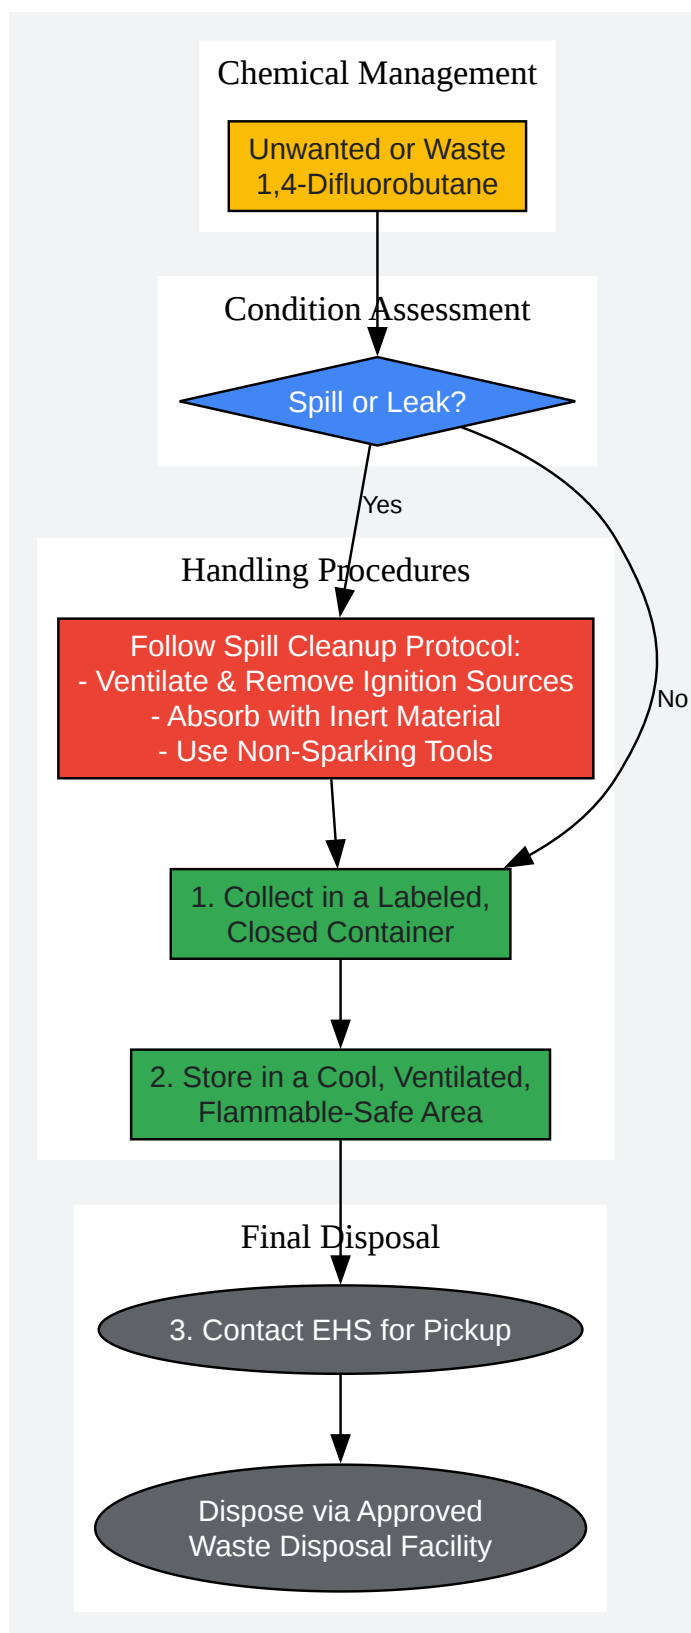 Chemical Management
Unwanted or Waste
1,4-Difluorobutane
Condition Assessment
Spill or Leak?
Yes
Handling Procedures
Follow Spill Cleanup Protocol:
- Ventilate & Remove Ignition Sources
- Absorb with Inert Material
- Use Non-Sparking Tools
No
1. Collect in a Labeled,
Closed Container
2. Store in a Cool, Ventilated,
Flammable-Safe Area
Final Disposal
3. Contact EHS for Pickup
Dispose via Approved
Waste Disposal Facility